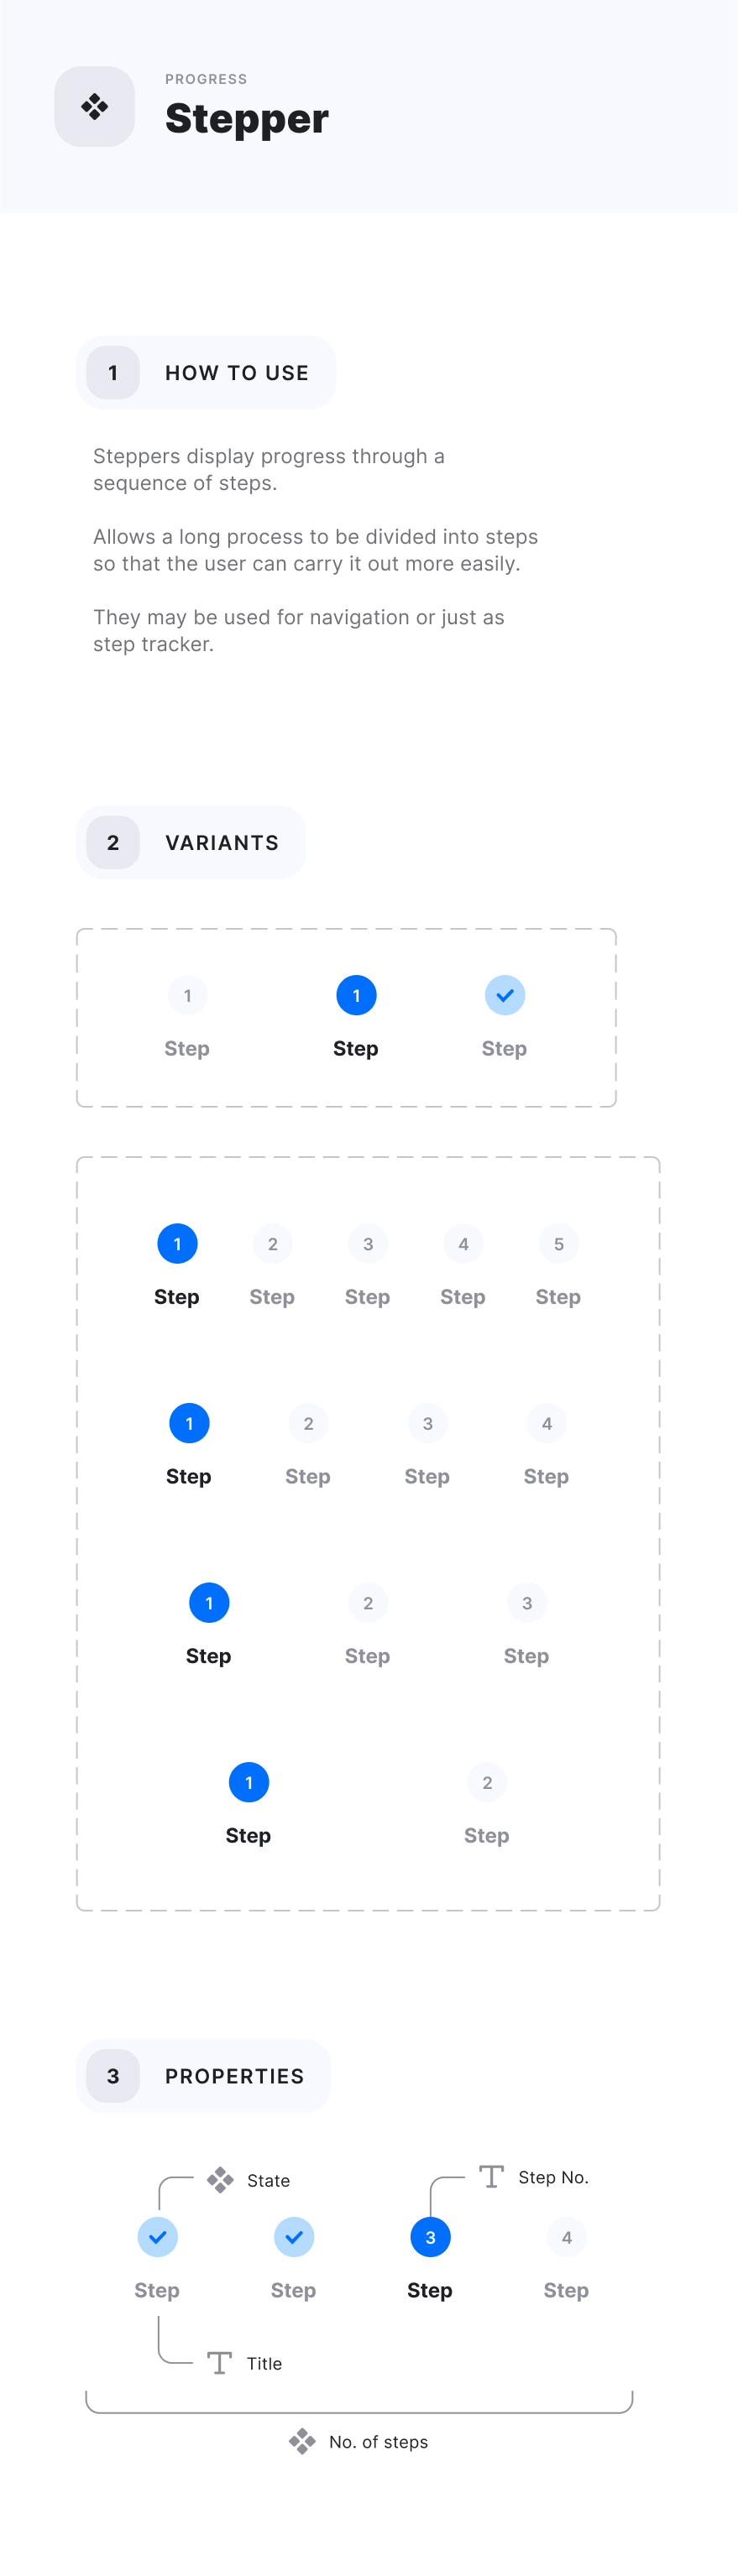 PROGRESS
Stepper
1 HOW TO USE
Steppers display progress through a
sequence of steps.
Allows a long process to be divided into steps
so that the user can carry it out more easily.
They may be used for navigation or just as
step tracker.
2 VARIANTS
1 1
Step Step Step
1 2 3 4 5
Step Step Step Step Step
1 2 3 4
Step Step Step Step
1 2 3
Step Step Step
1 2
Step Step
3 PROPERTIES
State Step No.
3 4
Step Step Step Step
Title
No. of steps